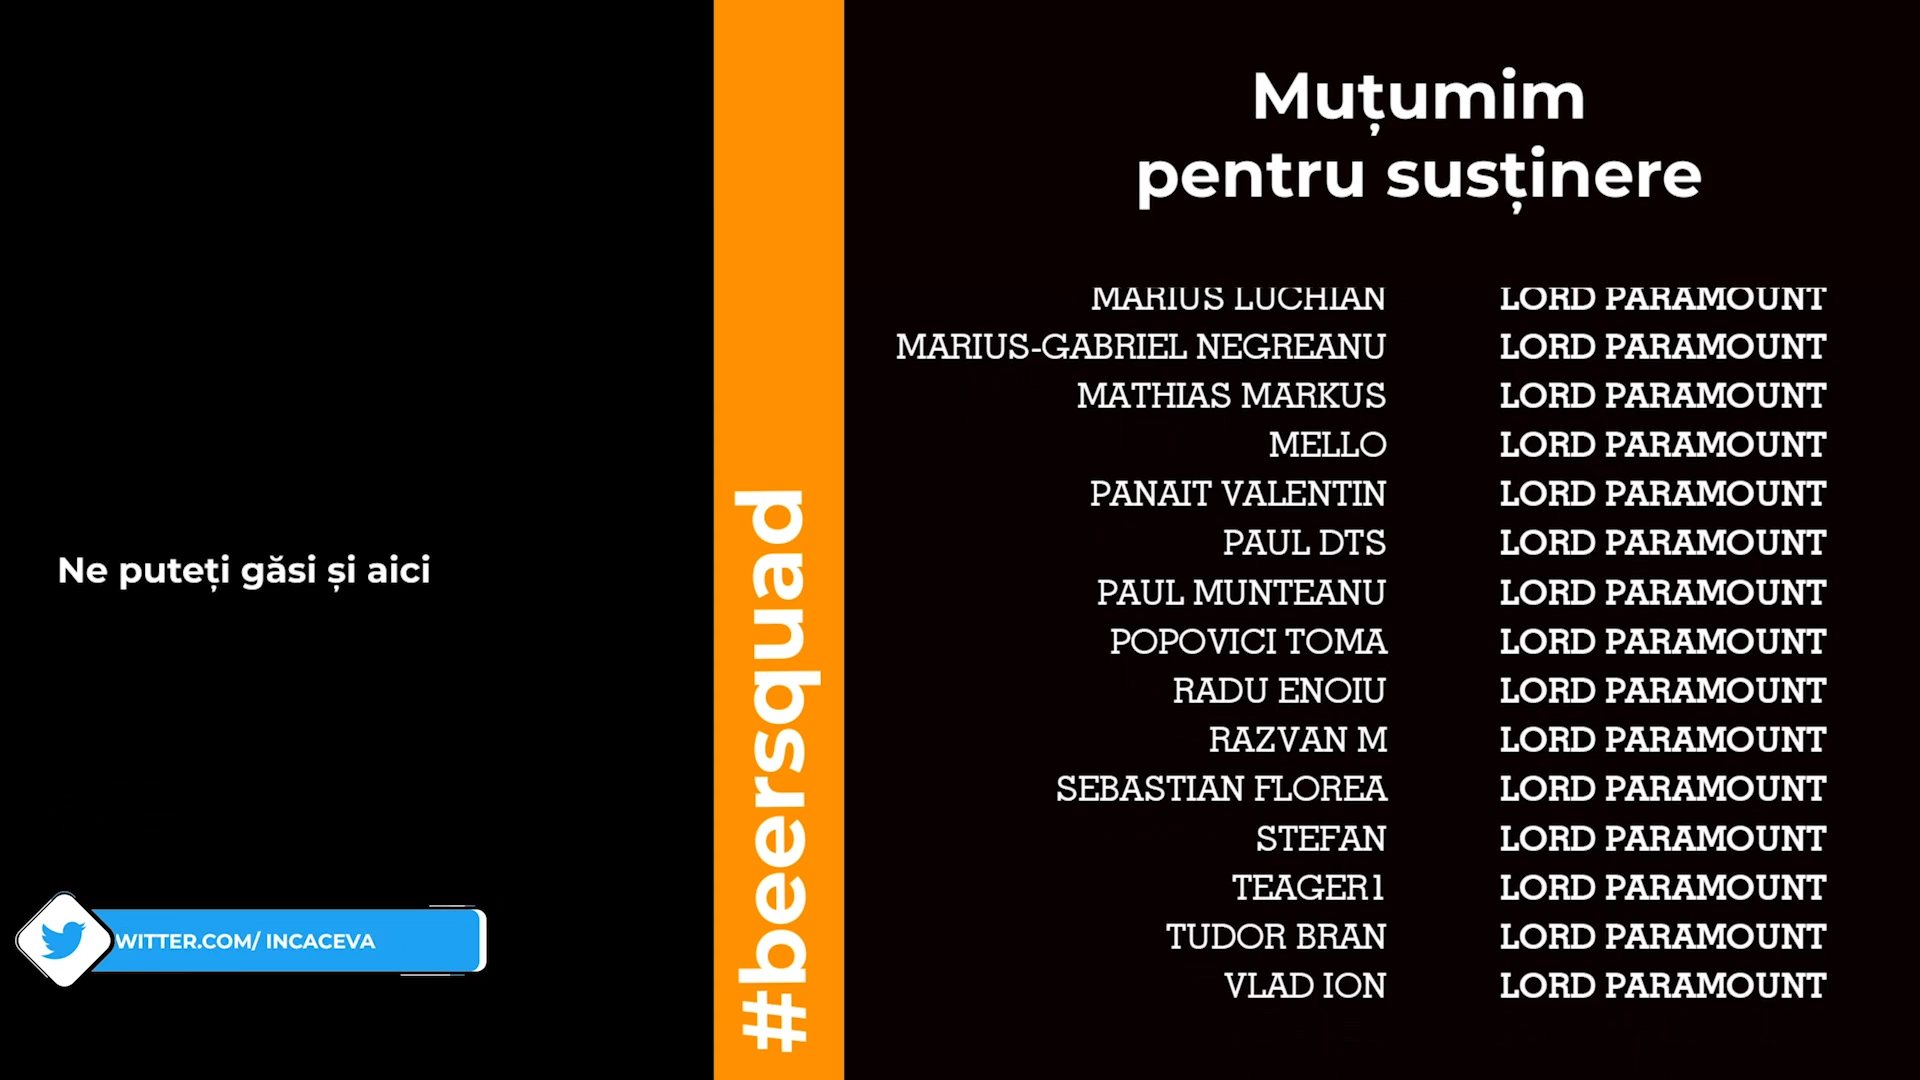 Ne puteți găsi și aici
WITTER.COM/ INCACEVA
#beersquad
Muțumim
pentru susținere
MARIUS LUCHIAN LORD PARAMOUNT
MARIUS-GABRIEL NEGREANU LORD PARAMOUNT
MATHIAS MARKUS LORD PARAMOUNT
MELLO LORD PARAMOUNT
PANAIT VALENTIN LORD PARAMOUNT
PAUL DTS LORD PARAMOUNT
PAUL MUNTEANU LORD PARAMOUNT
POPOVICI TOMA LORD PARAMOUNT
RADU ENOIU LORD PARAMOUNT
RAZVAN M LORD PARAMOUNT
SEBASTIAN FLOREA LORD PARAMOUNT
STEFAN LORD PARAMOUNT
TEAGER1 LORD PARAMOUNT
TUDOR BRAN LORD PARAMOUNT
VLAD ION LORD PARAMOUNT